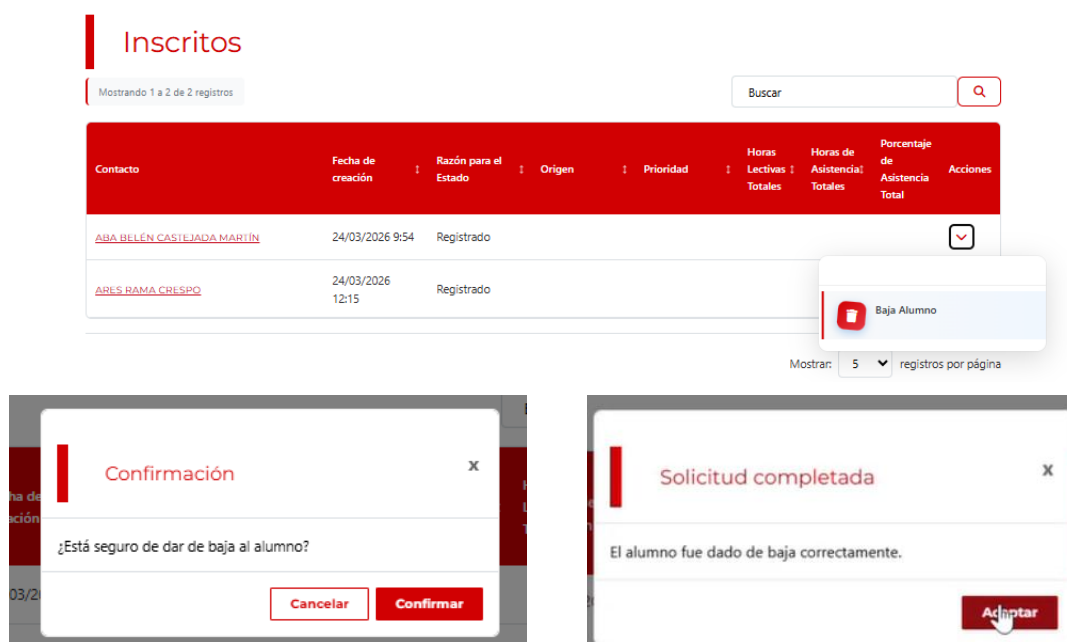 Inscritos
Mostrando 1 a 2 de 2 registros
Buscar
Contacto
Fecha de creación
Razón para el Estado
Origen
Prioridad
Horas Lectivas Totales
Horas de Asistencia Totales
Porcentaje de Asistencia Total
Acciones
ABA BELÉN CASTEJADA MARTÍN
24/03/2026 9:54
Registrado
ARES RAMA CRESPO
24/03/2026 12:15
Registrado
Baja Alumno
Mostrar: 5 registros por página
Confirmación
x
¿Está seguro de dar de baja al alumno?
Cancelar
Confirmar
Solicitud completada
x
El alumno fue dado de baja correctamente.